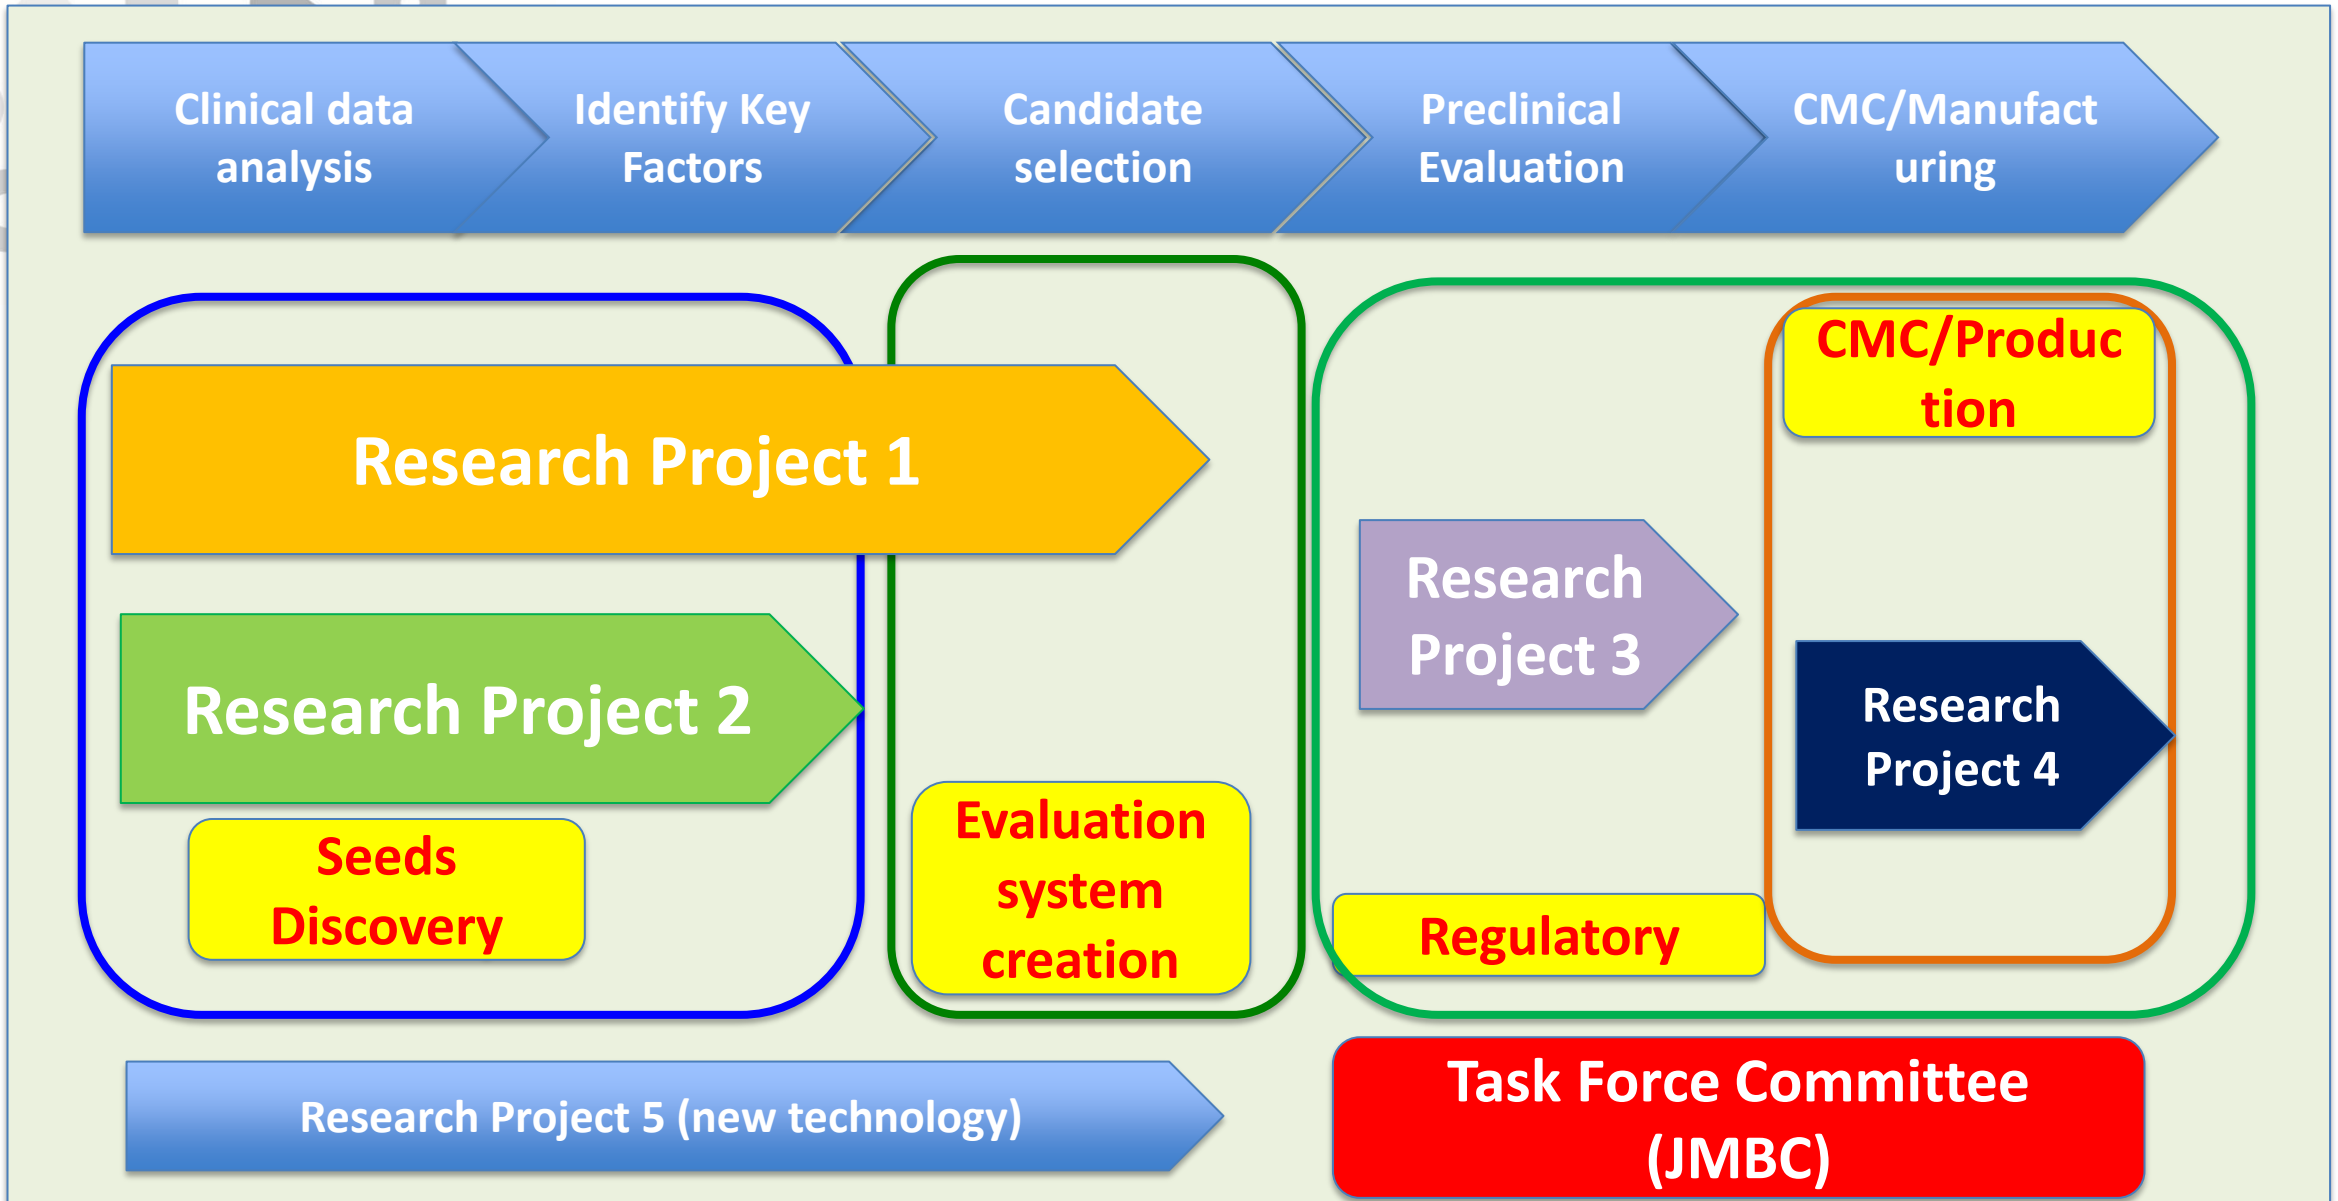 Clinical data
analysis
Identify Key
Factors
Candidate
selection
Preclinical
Evaluation
CMC/Manufact
uring
CMC/Produc
tion
Research Project 1
Research
Project 3
Research Project 2
Research
Project 4
Seeds
Discovery
Evaluation
system
creation
Regulatory
Research Project 5 (new technology)
Task Force Committee
(JMBC)